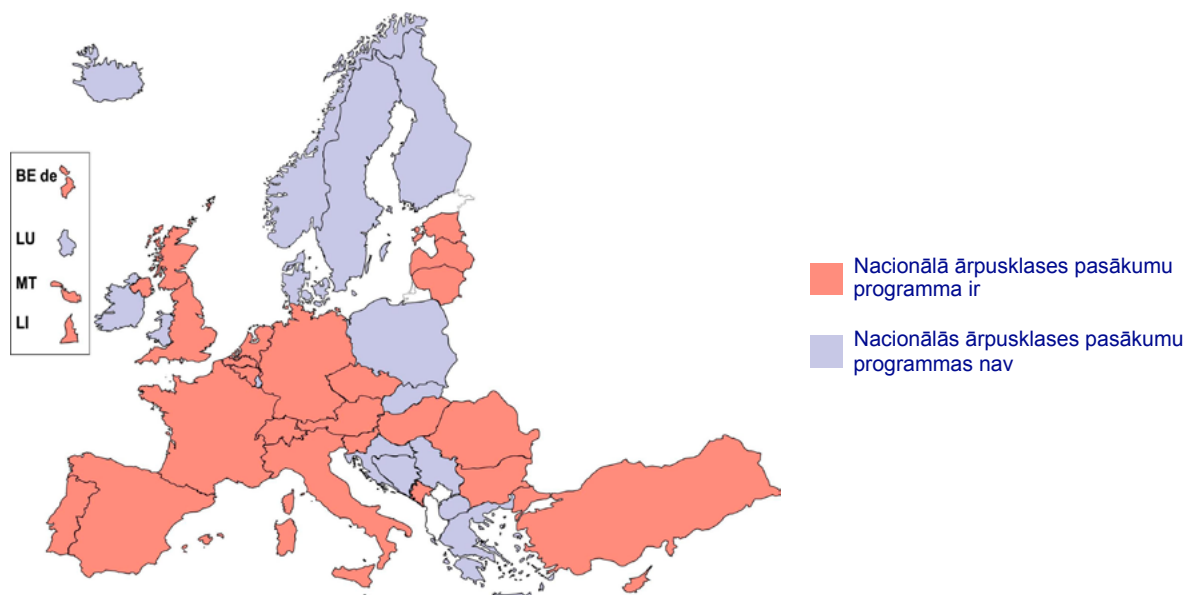 BE de
LU
MT
LI
Nacionālā ārpusklases pasākumu
programma ir
Nacionālās ārpusklases pasākumu
programmas nav